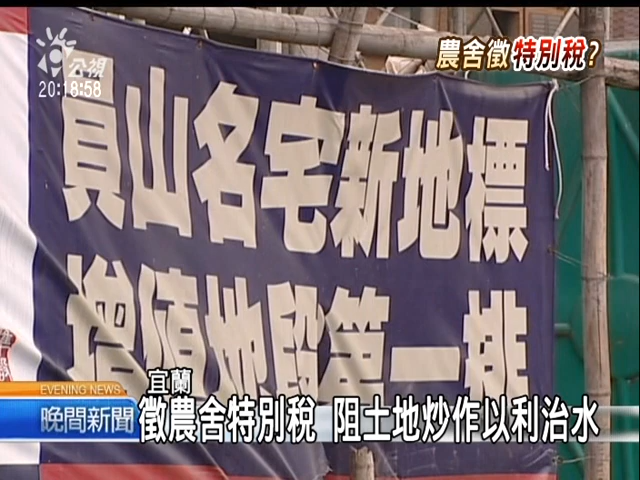 公視
20:18:58
農舍徵特別稅?
員山名宅新地標
增值地段第一排
EVENING NEWS
晚間新聞
宜蘭
徵農舍特別稅 阻土地炒作以利治水